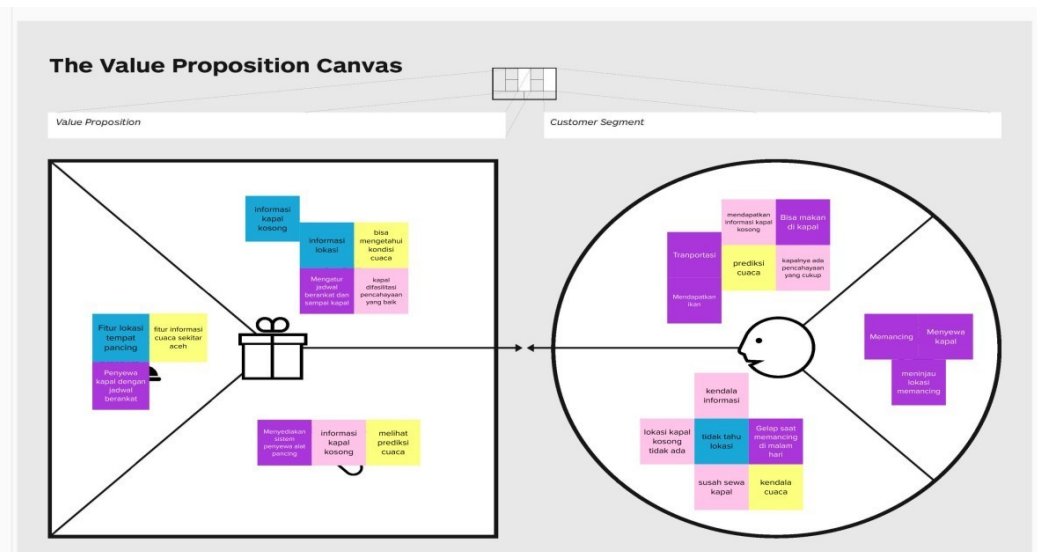 The Value Proposition Canvas
Value Proposition
Customer Segment
informasi
kapal
kosong
informasi
lokasi
bisa
mengetahui
kondisi
cuaca
Mengatur
jadwal
berankat dan
sampai kapal
kapal
difasilitasi
pencahayaan
yang baik
Fitur lokasi
tempat
pancing
fitur informasi
cuaca sekitar
aceh
Penyewa
kapal dengan
jadwal
berankat
Menyediakan
sistem
penyewa alat
pancing
informasi
kapal
kosong
melihat
prediksi
cuaca
mendapatkan
informasi kapal
kosong
Bisa makan
di kapal
Tranportasi
prediksi
cuaca
kapalnya ada
pencahayaan
yang cukup
Mendapatkan
ikan
Memancing
Menyewa
kapal
meninjau
lokasi
memancing
kendala
informasi
lokasi kapal
kosong
tidak ada
tidak tahu
lokasi
Gelap saat
memancing
di malam
hari
susah sewa
kapal
kendala
cuaca